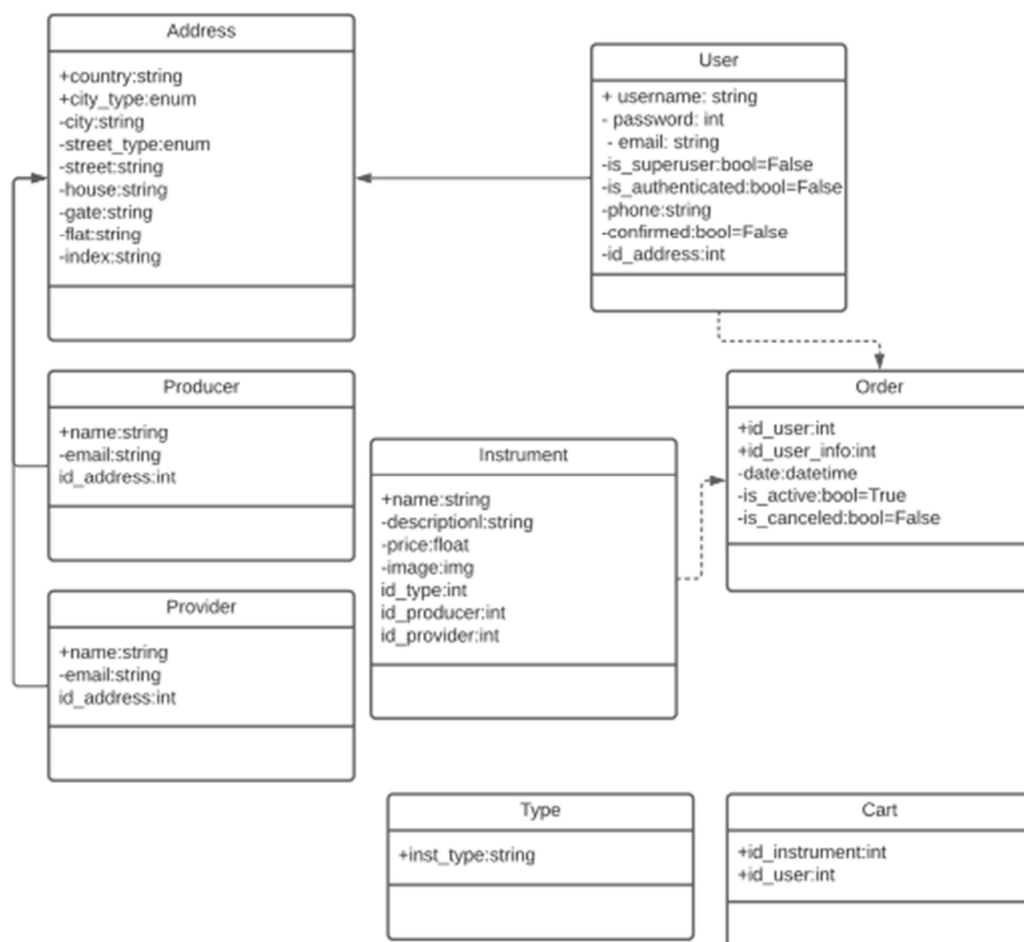 Address
+country:string
+city_type:enum
-city:string
-street_type:enum
-street:string
-house:string
-gate:string
-flat:string
-index:string
User
+ username: string
- password: int
- email: string
-is_superuser:bool=False
-is_authenticated:bool=False
-phone:string
-confirmed:bool=False
-id_address:int
Producer
+name:string
-email:string
id_address:int
Instrument
+name:string
-descriptionl:string
-price:float
-image:img
id_type:int
id_producer:int
id_provider:int
Order
+id_user:int
+id_user_info:int
-date:datetime
-is_active:bool=True
-is_canceled:bool=False
Provider
+name:string
-email:string
id_address:int
Type
+inst_type:string
Cart
+id_instrument:int
+id_user:int